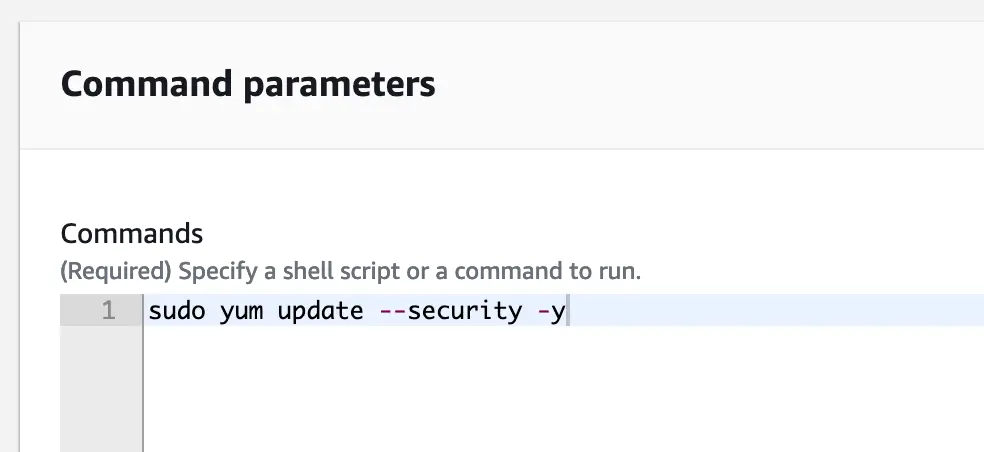 Command parameters
Commands
(Required) Specify a shell script or a command to run.
1 sudo yum update --security -y